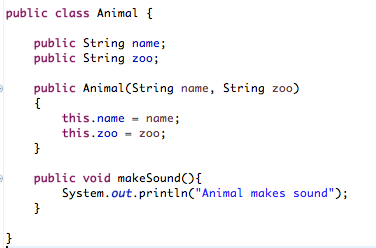 public class Animal {
public String name;
public String zoo;
public Animal(String name, String zoo)
{
this.name = name;
this.zoo = zoo;
}
public void makeSound(){
System.out.println("Animal makes sound");
}
}